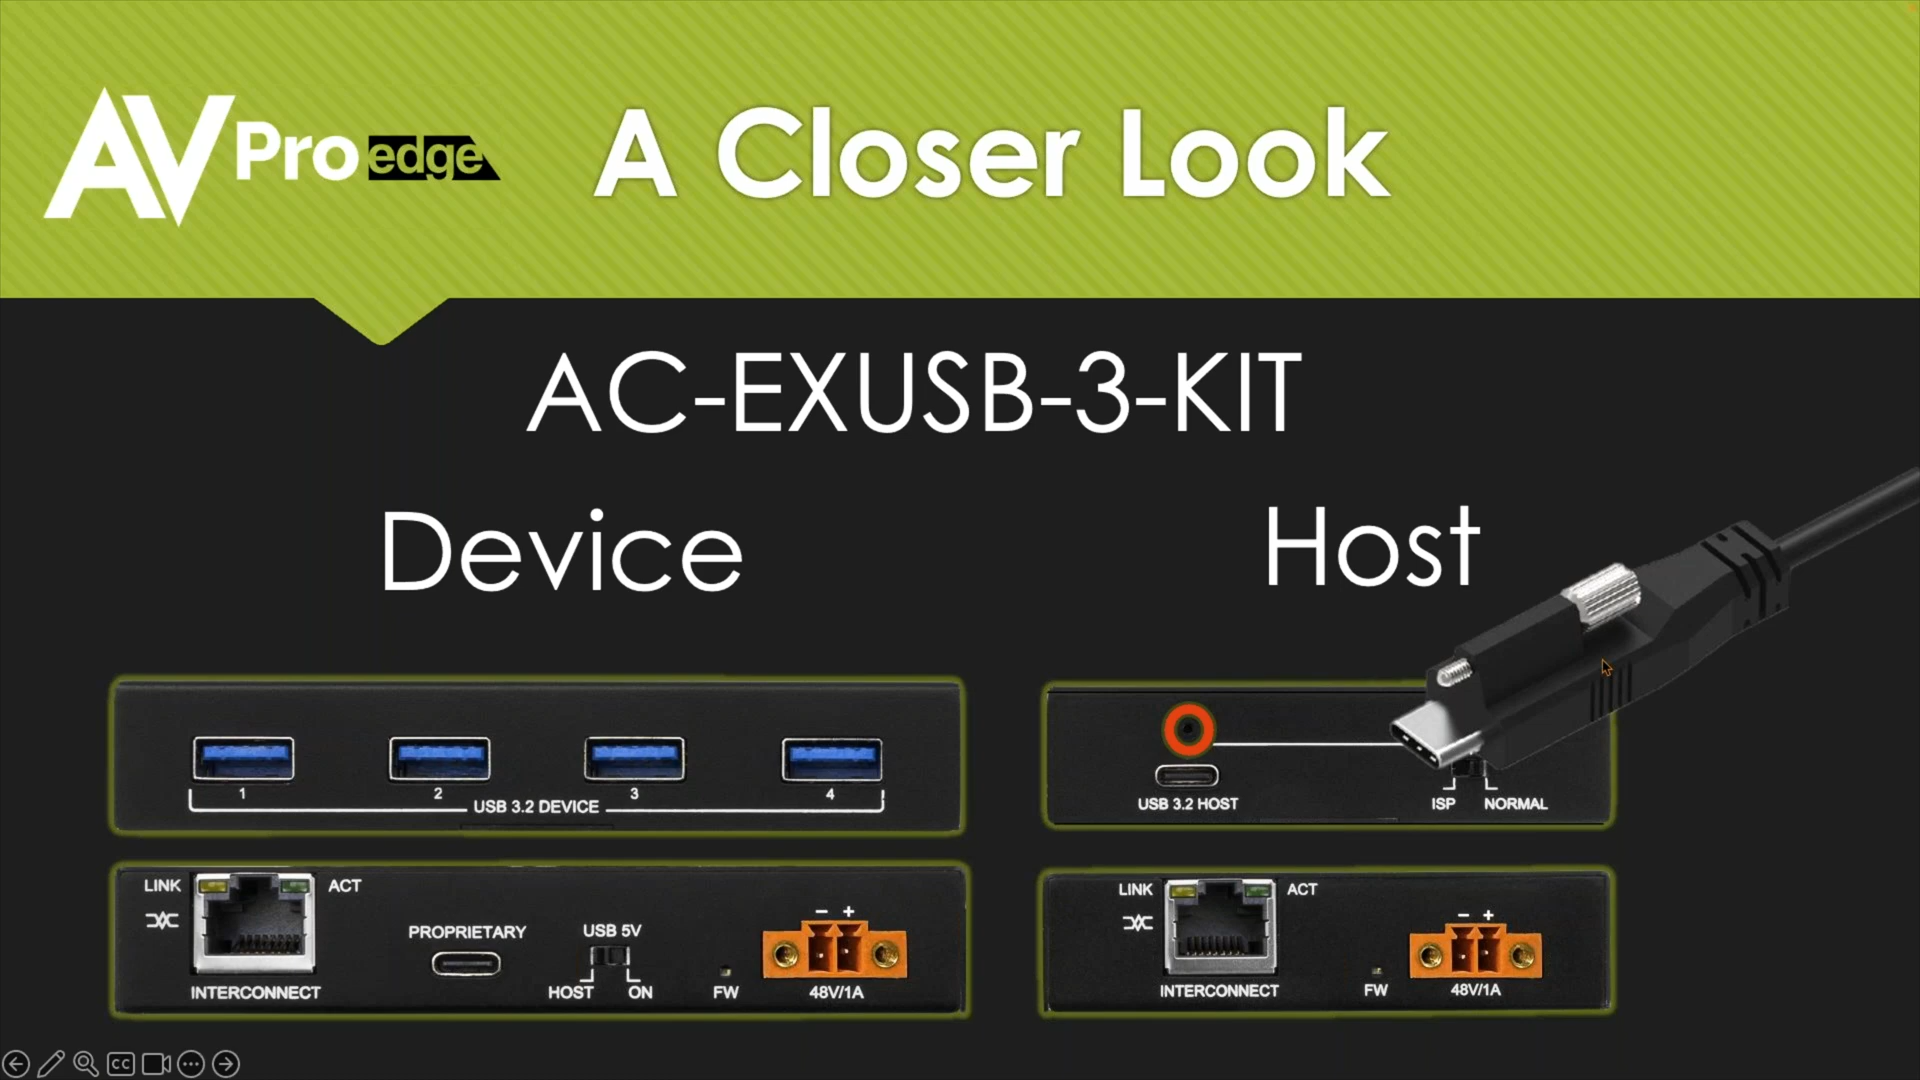 AVPro edge
A Closer Look
AC-EXUSB-3-KIT
Device
Host
1 2 3 4
USB 3.2 DEVICE
USB 3.2 HOST
ISP NORMAL
LINK ACT
PROPRIETARY
USB 5V
- +
INTERCONNECT
HOST ON
FW
48V/1A
LINK ACT
- +
INTERCONNECT
FW
48V/1A
CC